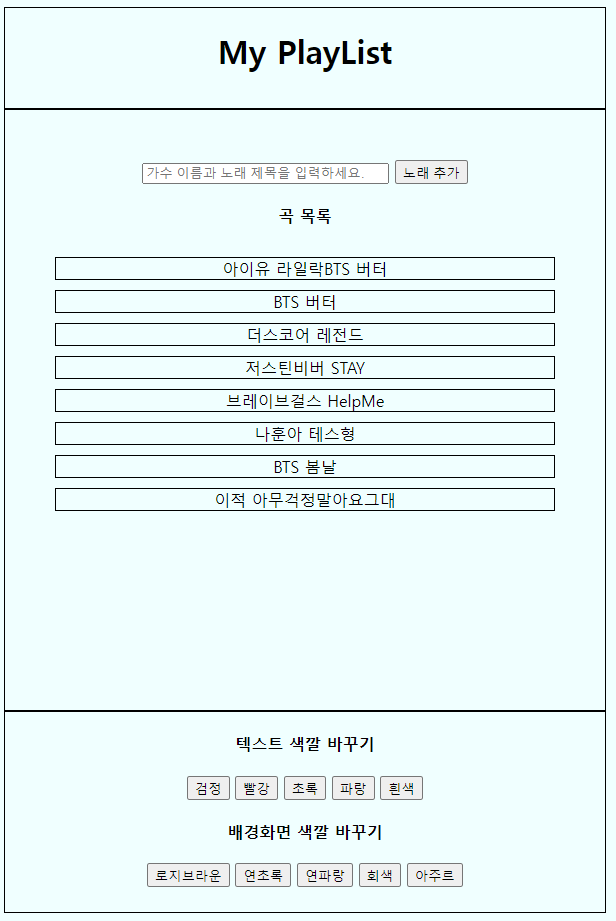 My PlayList
가수 이름과 노래 제목을 입력하세요. 노래 추가
곡 목록
아이유 라일락BTS 버터
BTS 버터
더스코어 레전드
저스틴비버 STAY
브레이브걸스 HelpMe
나훈아 테스형
BTS 봄날
이적 아무걱정말아요그대
텍스트 색깔 바꾸기
검정 빨강 초록 파랑 흰색
배경화면 색깔 바꾸기
로지브라운 연초록 연파랑 회색 아주르